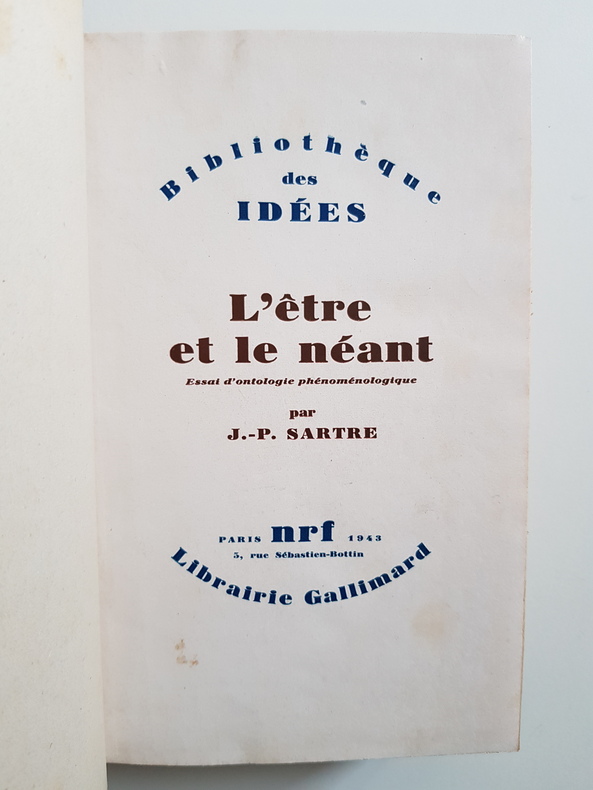 Bibliothèque
des
IDÉES
L'être
et le néant
Essai d'ontologie phénoménologique
par
J.-P. SARTRE
PARIS nrf 1943
5, rue Sébastien-Bottin
Librairie Gallimard